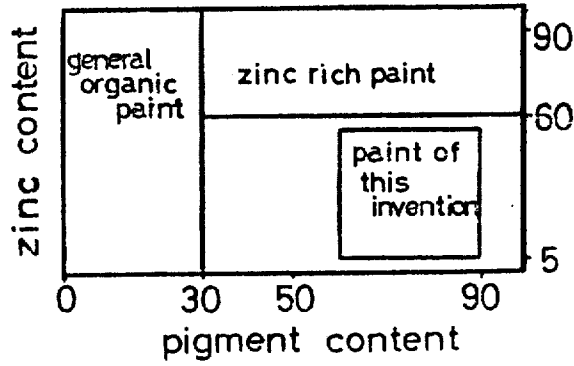 general
organic
paint
zinc rich paint
paint of
this
invention
zinc content
90
60
5
0
30
50
90
pigment content